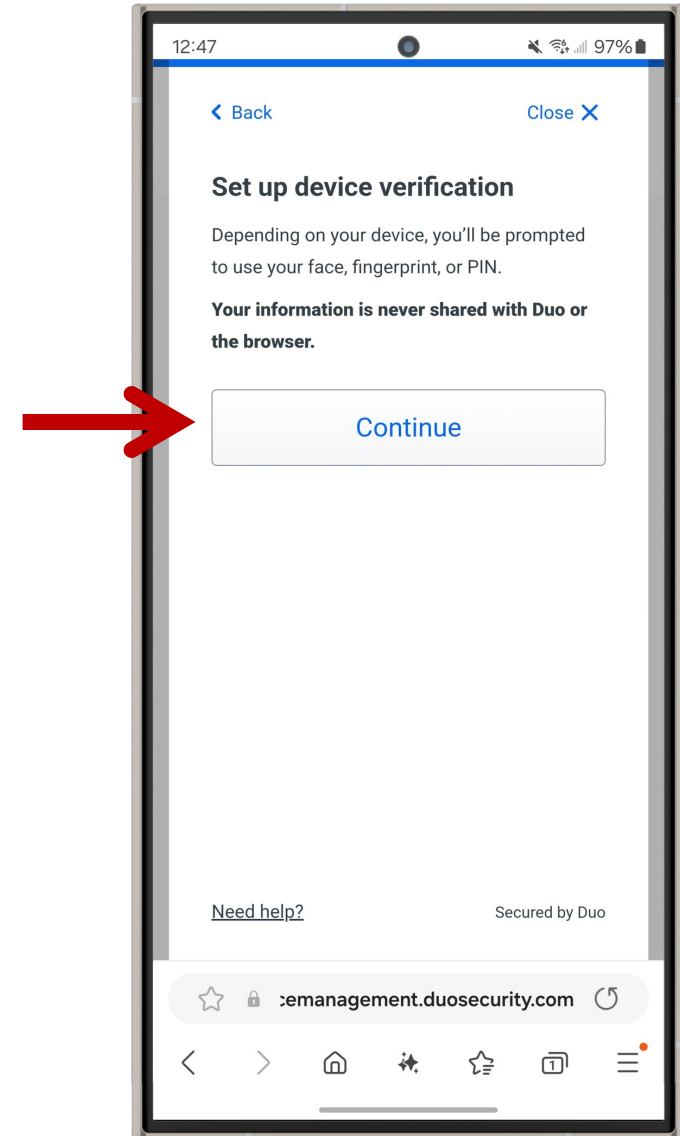 12:47 97%
Back Close
Set up device verification
Depending on your device, you'll be prompted
to use your face, fingerprint, or PIN.
Your information is never shared with Duo or
the browser.
Continue
Need help? Secured by Duo
cemanagement.duosecurity.com
1